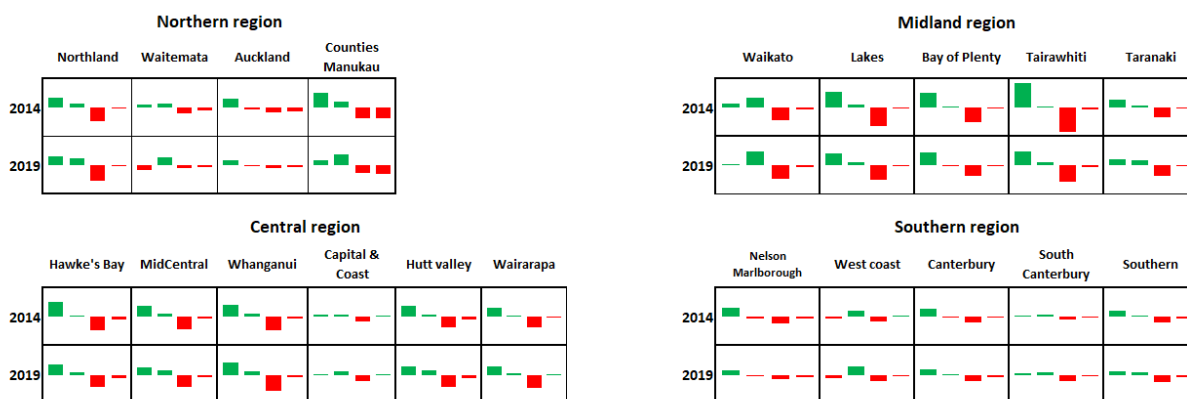 Northern region
Northland Waitemata Auckland Counties
Manukau
2014
2019
Midland region
Waikato Lakes Bay of Plenty Tairawhiti Taranaki
2014
2019
Central region
Hawke's Bay MidCentral Whanganui Capital &
Coast Hutt valley Wairarapa
2014
2019
Southern region
Nelson
Marlborough West coast Canterbury South
Canterbury Southern
2014
2019